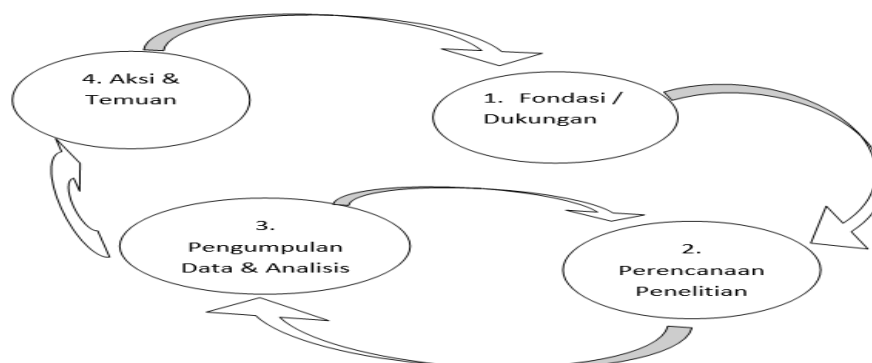 4. Aksi &
Temuan
1. Fondasi /
Dukungan
3.
Pengumpulan
Data & Analisis
2.
Perencanaan
Penelitian